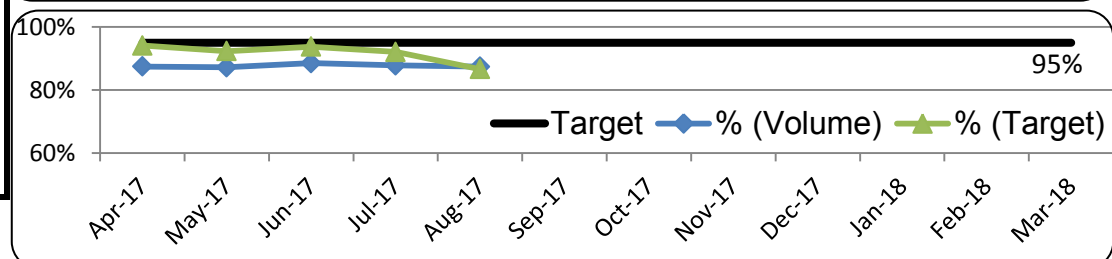 100%
95%
80%
Target % (Volume) % (Target)
60%
Apr-17 May-17 Jun-17 Jul-17 Aug-17 Sep-17 Oct-17 Nov-17 Dec-17 Jan-18 Feb-18 Mar-18